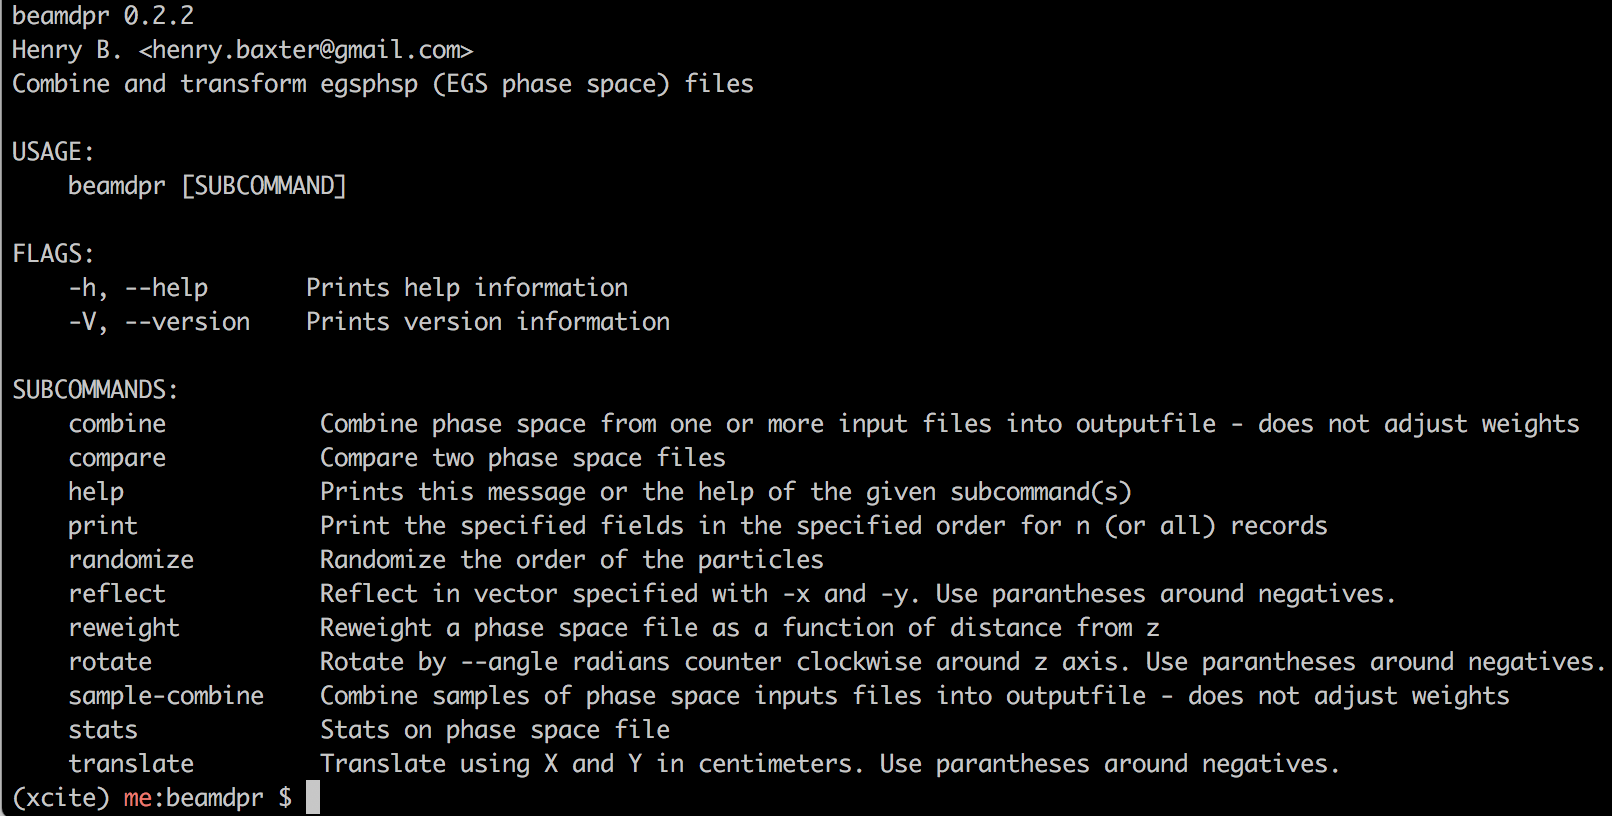 beamdpr 0.2.2
Henry B. <henry.baxter@gmail.com>
Combine and transform egsphsp (EGS phase space) files

USAGE:
    beamdpr [SUBCOMMAND]

FLAGS:
    -h, --help       Prints help information
    -V, --version    Prints version information

SUBCOMMANDS:
    combine           Combine phase space from one or more input files into outputfile - does not adjust weights
    compare           Compare two phase space files
    help              Prints this message or the help of the given subcommand(s)
    print             Print the specified fields in the specified order for n (or all) records
    randomize         Randomize the order of the particles
    reflect           Reflect in vector specified with -x and -y. Use parantheses around negatives.
    reweight          Reweight a phase space file as a function of distance from z
    rotate            Rotate by --angle radians counter clockwise around z axis. Use parantheses around negatives.
    sample-combine    Combine samples of phase space inputs files into outputfile - does not adjust weights
    stats             Stats on phase space file
    translate         Translate using X and Y in centimeters. Use parantheses around negatives.
(xcite) me:beamdpr $